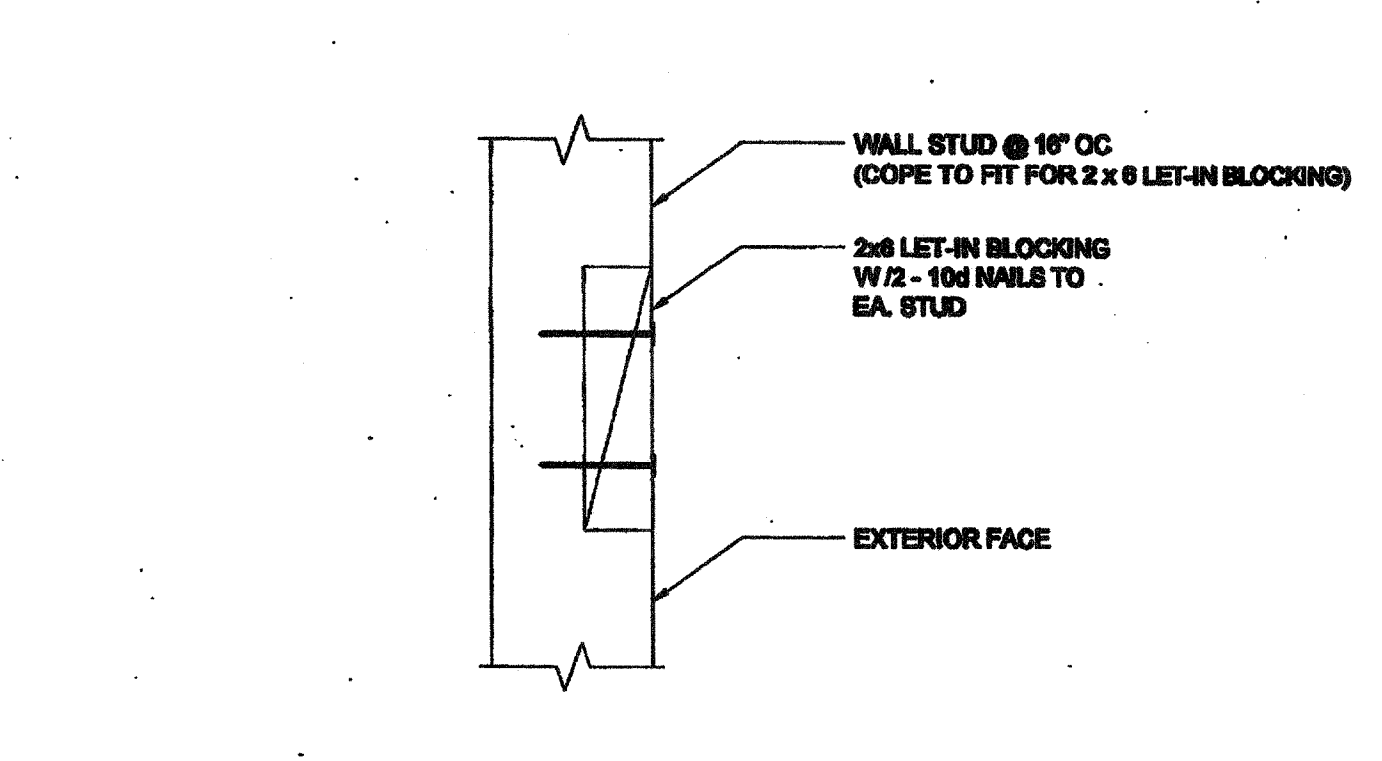 WALL STUD @ 16" OC
(COPE TO FIT FOR 2 x 6 LET-IN BLOCKING)
2x6 LET-IN BLOCKING
W/2 - 10d NAILS TO
EA. STUD
EXTERIOR FACE